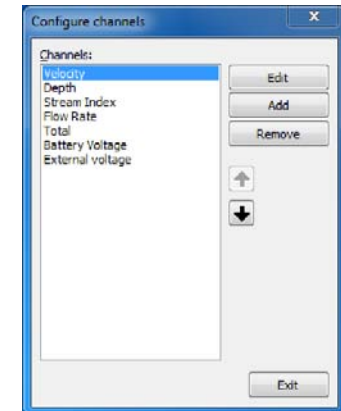 Configure channels
x
Channels:
Velocity
Depth
Stream Index
Flow Rate
Total
Battery Voltage
External voltage
Edit
Add
Remove
Exit